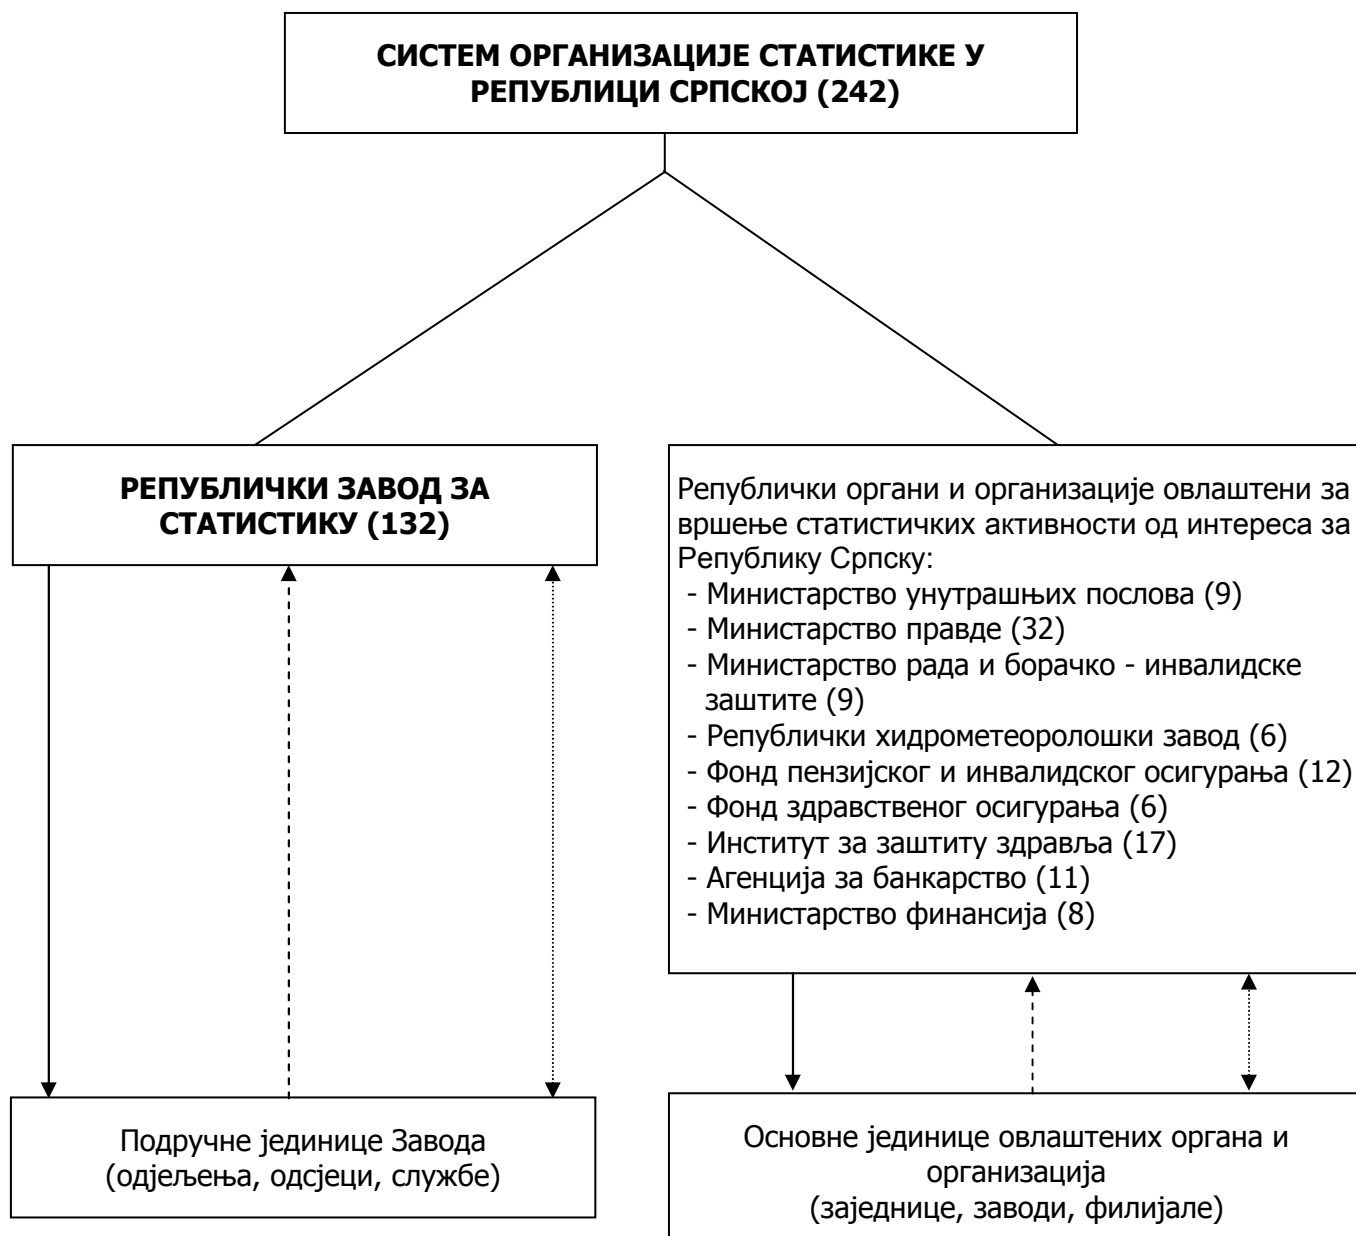 СИСТЕМ ОРГАНИЗАЦИЈЕ СТАТИСТИКЕ У
РЕПУБЛИЦИ СРПСКОЈ (242)
РЕПУБЛИЧКИ ЗАВОД ЗА
СТАТИСТИКУ (132)
Републички органи и организације овлаштени за
вршење статистичких активности од интереса за
Републику Српску:
- Министарство унутрашњих послова (9)
- Министарство правде (32)
- Министарство рада и борачко - инвалидске
заштите (9)
- Републички хидрометеоролошки завод (6)
- Фонд пензијског и инвалидског осигурања (12)
- Фонд здравственог осигурања (6)
- Институт за заштиту здравља (17)
- Агенција за банкарство (11)
- Министарство финансија (8)
Подручне јединице Завода
(одјељења, одсјеци, службе)
Основне јединице овлаштених органа и
организација
(заједнице, заводи, филијале)